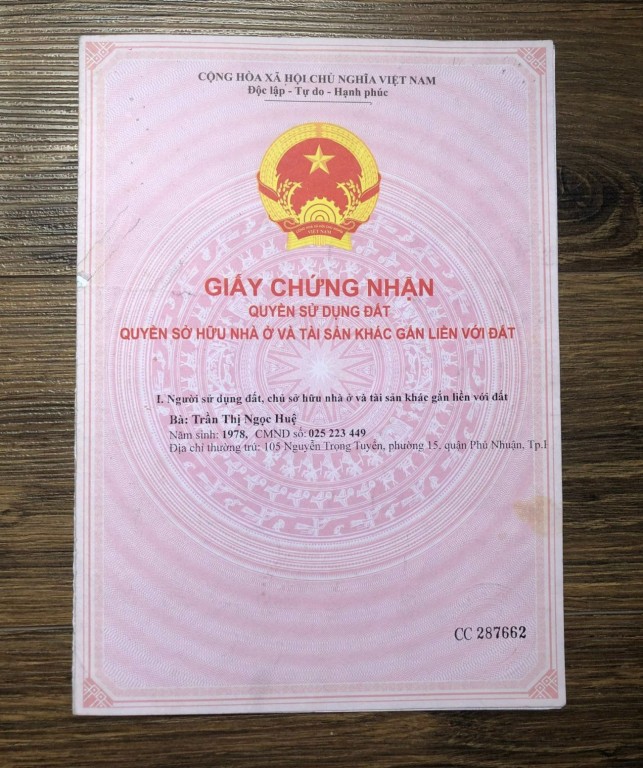 CỘNG HÒA XÃ HỘI CHỦ NGHĨA VIỆT NAM
Độc lập - Tự do - Hạnh phúc
VIỆT NAM
GIẤY CHỨNG NHẬN
QUYỀN SỬ DỤNG ĐẤT
QUYỀN SỞ HỮU NHÀ Ở VÀ TÀI SẢN KHÁC GẮN LIỀN VỚI ĐẤT
I. Người sử dụng đất, chủ sở hữu nhà ở và tài sản khác gắn liền với đất
Bà: Trần Thị Ngọc Huệ
Năm sinh: 1978, CMND số: 025 223 449
Địa chỉ thường trú: 105 Nguyễn Trọng Tuyển, phường 15, quận Phú Nhuận, Tp.
CC 287662